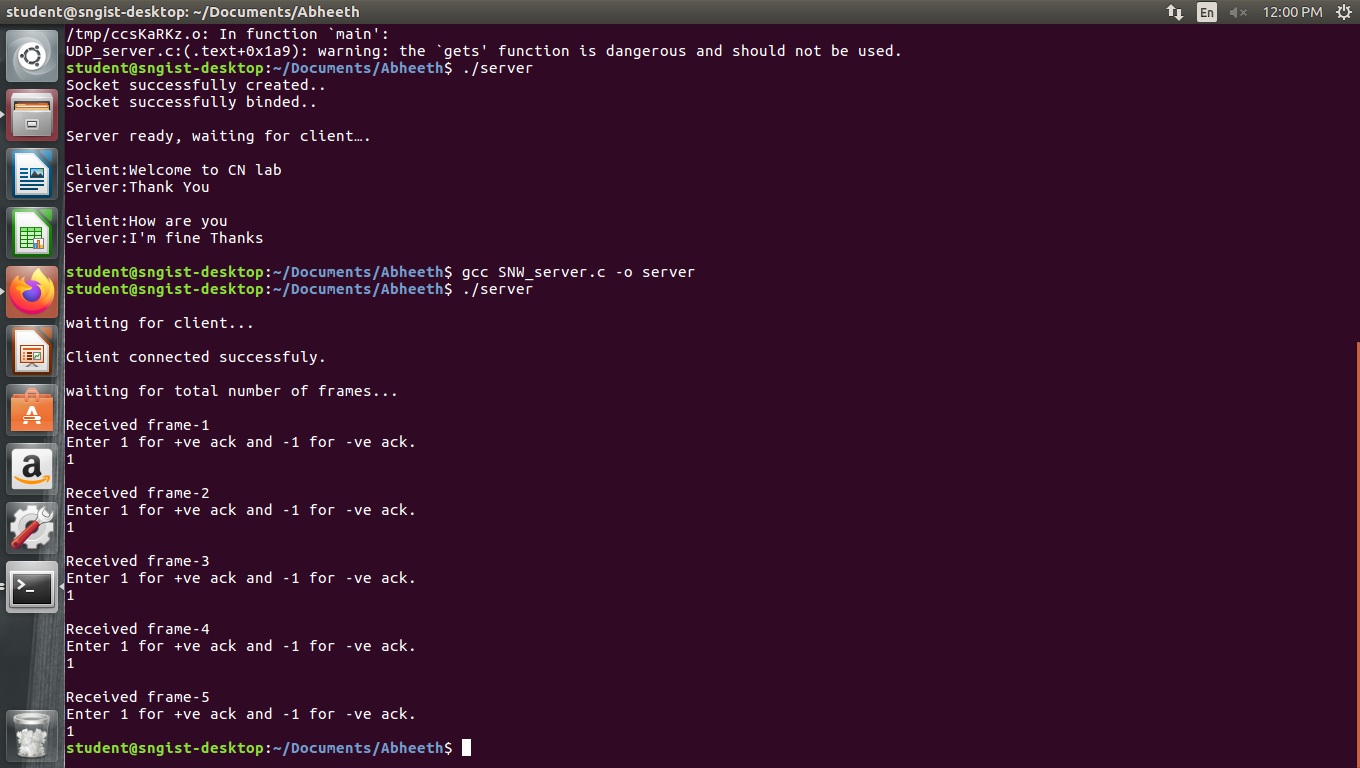 student@sngist-desktop: ~/Documents/Abheeth
En
12:00 PM
/tmp/ccsKaRKz.o: In function `main':
UDP_server.c:(.text+0x1a9): warning: the `gets' function is dangerous and should not be used.
student@sngist-desktop:~/Documents/Abheeth$ ./server
Socket successfully created..
Socket successfully binded..
Server ready, waiting for client….
Client:Welcome to CN lab
Server:Thank You
Client:How are you
Server:I'm fine Thanks
student@sngist-desktop:~/Documents/Abheeth$ gcc SNW_server.c -o server
student@sngist-desktop:~/Documents/Abheeth$ ./server
waiting for client...
Client connected successfuly.
waiting for total number of frames...
Received frame-1
Enter 1 for +ve ack and -1 for -ve ack.
1
Received frame-2
Enter 1 for +ve ack and -1 for -ve ack.
1
Received frame-3
Enter 1 for +ve ack and -1 for -ve ack.
1
Received frame-4
Enter 1 for +ve ack and -1 for -ve ack.
1
Received frame-5
Enter 1 for +ve ack and -1 for -ve ack.
1
student@sngist-desktop:~/Documents/Abheeth$